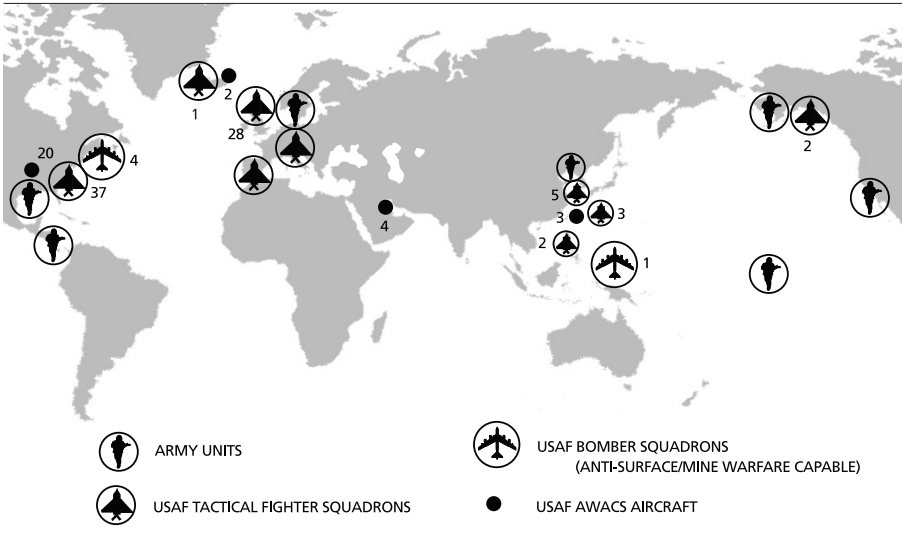 2
1
28
20
4
37
4
5
3
3
2
1
2
ARMY UNITS
USAF TACTICAL FIGHTER SQUADRONS
USAF BOMBER SQUADRONS
(ANTI-SURFACE/MINE WARFARE CAPABLE)
USAF AWACS AIRCRAFT